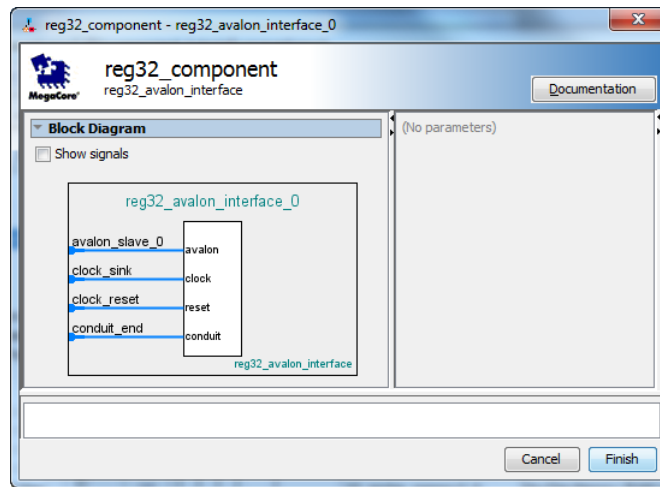 reg32_component - reg32_avalon_interface_0
MegaCore®
reg32_component
reg32_avalon_interface
Documentation
Block Diagram
Show signals
reg32_avalon_interface_0
avalon_slave_0
avalon
clock_sink
clock
clock_reset
reset
conduit_end
conduit
reg32_avalon_interface
(No parameters)
Cancel
Finish